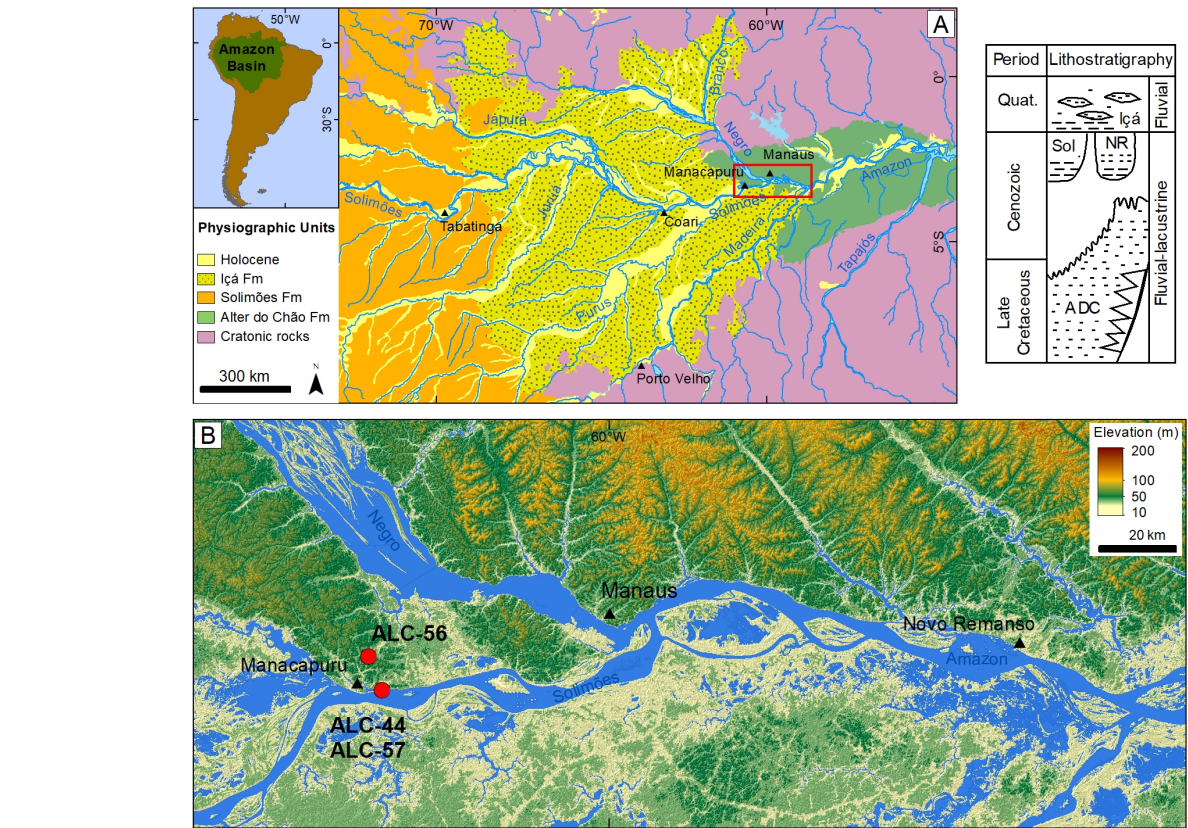 50°W
0°
30°S
Amazon
Basin
Physiographic Units
Holocene
Içá Fm
Solimões Fm
Alter do Chão Fm
Cratonic rocks
300 km
N
70°W
60°W
A
0°
5°S
Branco
Japurá
Negro
Manaus
Manacapuru
Amazon
Solimões
Tabatinga
Juruá
Coari
Solimões
Madeira
Tapajós
Purus
Porto Velho
Period
Lithostratigraphy
Quat.
Içá
Fluvial
Sol
NR
Cenozoic
Late
Cretaceous
ADC
Fluvial-lacustrine
B
60°W
Elevation (m)
200
100
50
10
20 km
Negro
Manaus
ALC-56
Novo Remanso
Manacapuru
Amazon
Solimões
ALC-44
ALC-57